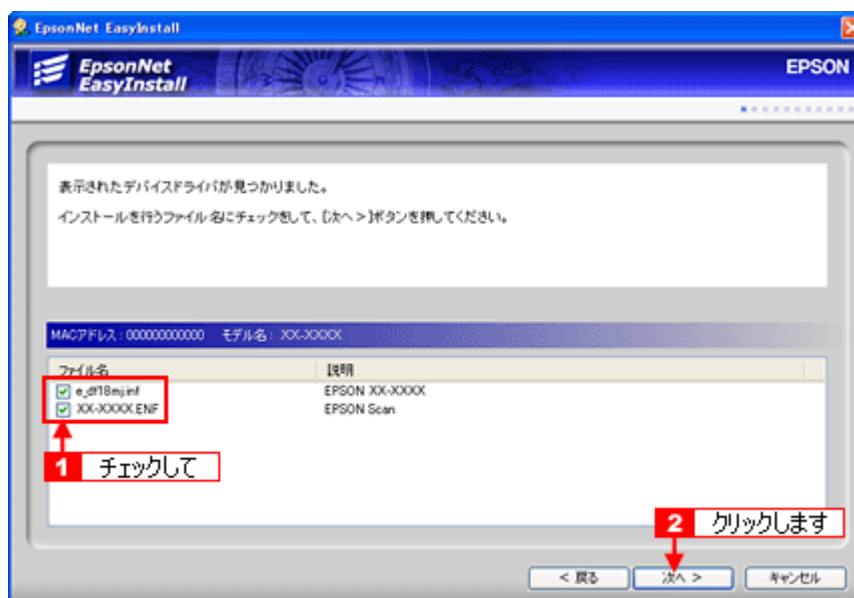 EpsonNet EasyInstall
EpsonNet
EasyInstall
EPSON
表示されたデバイスドライバが見つかりました。
インストールを行うファイル名にチェックをして、[次へ >]ボタンを押してください。
MACアドレス : 000000000000 モデル名 : XX-XXXX
ファイル名 説明
e_df18mj.inf EPSON XX-XXXX
XX-XXXX.ENF EPSON Scan
1 チェックして
2 クリックします
< 戻る 次へ > キャンセル